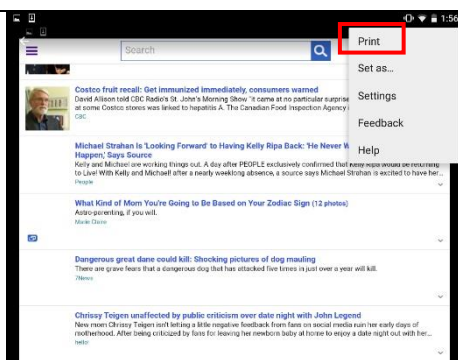 1:56
Search
Print
Set as...
Settings
Feedback
Help
Costco fruit recall: Get immunized immediately, consumers warned
David Allison told CBC Radio's St. John's Morning Show "it came at no particular surprise
at some Costco stores was linked to hepatitis A. The Canadian Food Inspection Agency
CBC
Michael Strahan is 'Looking Forward' to Having Kelly Ripa Back: 'He Never W
Happen,' Says Source
Kelly and Michael are working things out. A day after PEOPLE exclusively confirmed that Kelly Ripa would be returning
to Live! With Kelly and Michael! after a nearly weeklong absence, a source says Michael Strahan is excited to have her...
People
What Kind of Mom You're Going to Be Based on Your Zodiac Sign (12 photos)
Astro-parenting, if you will.
Marie Claire
Dangerous great dane could kill: Shocking pictures of dog mauling
There are grave fears that a dangerous dog that has attacked five times in just over a year will kill.
7News
Chrissy Teigen unaffected by public criticism over date night with John Legend
New mom Chrissy Teigen isn't letting a little negative feedback from fans on social media ruin her early days of
motherhood. After being criticized by fans for leaving her newborn baby at home to enjoy a date night out with her...
hello!